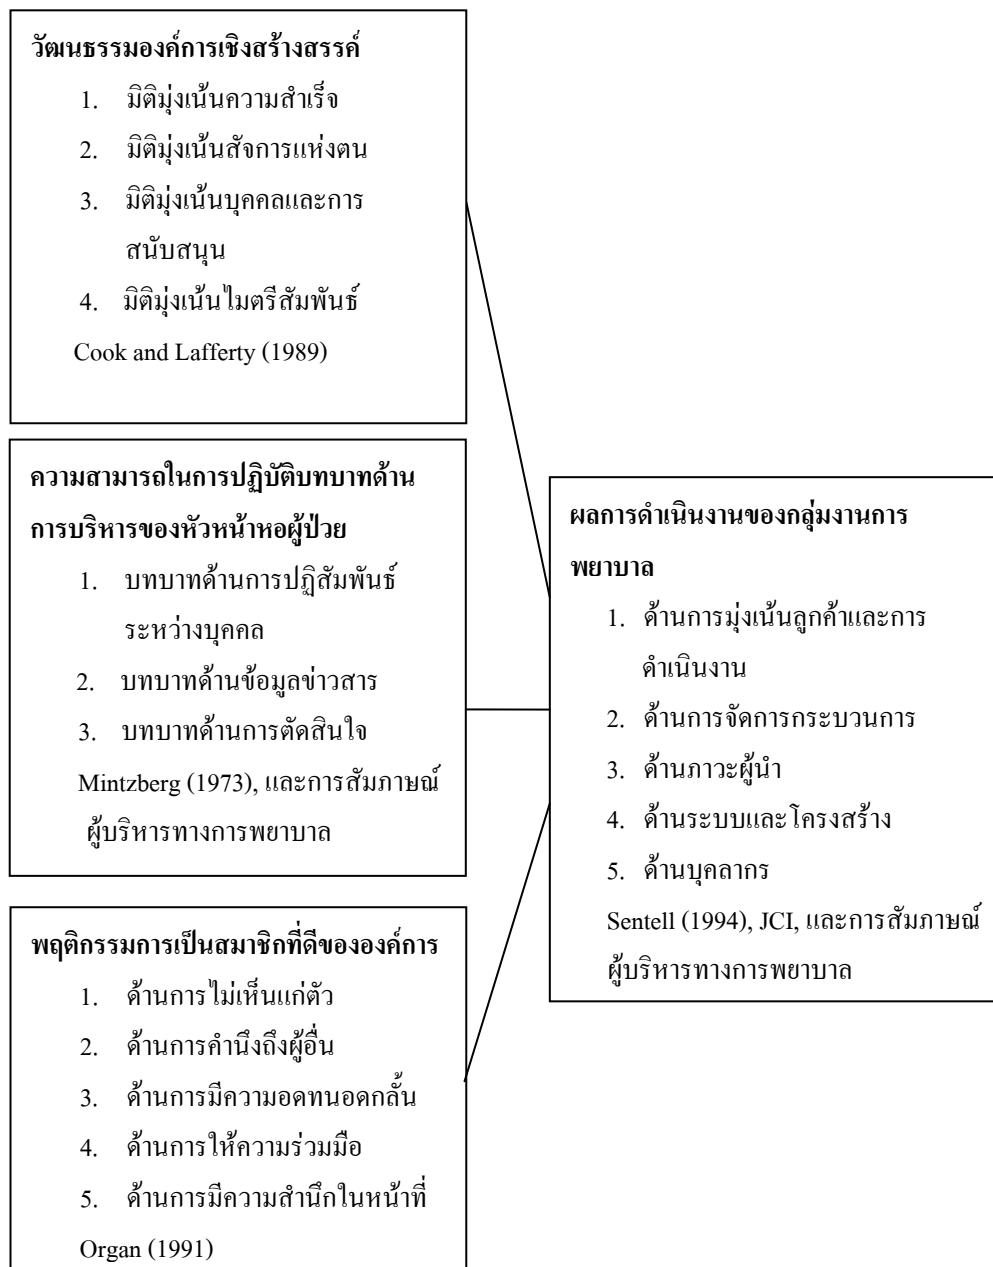 วัฒนธรรมองค์การเชิงสร้างสรรค์
1. มิติมุ่งเน้นความสำเร็จ
2. มิติมุ่งเน้นสัจการแห่งตน
3. มิติมุ่งเน้นบุคคลและการ
สนับสนุน
4. มิติมุ่งเน้นไมตรีสัมพันธ์
Cook and Lafferty (1989)
ความสามารถในการปฏิบัติบทบาทด้าน
การบริหารของหัวหน้าหอผู้ป่วย
1. บทบาทด้านการปฏิสัมพันธ์
ระหว่างบุคคล
2. บทบาทด้านข้อมูลข่าวสาร
3. บทบาทด้านการตัดสินใจ
Mintzberg (1973), และการสัมภาษณ์
ผู้บริหารทางการพยาบาล
พฤติกรรมการเป็นสมาชิกที่ดีขององค์การ
1. ด้านการไม่เห็นแก่ตัว
2. ด้านการคำนึงถึงผู้อื่น
3. ด้านการมีความอดทนอดกลั้น
4. ด้านการให้ความร่วมมือ
5. ด้านการมีความสำนึกในหน้าที่
Organ (1991)
ผลการดำเนินงานของกลุ่มงานการ
พยาบาล
1. ด้านการมุ่งเน้นลูกค้าและการ
ดำเนินงาน
2. ด้านการจัดการกระบวนการ
3. ด้านภาวะผู้นำ
4. ด้านระบบและโครงสร้าง
5. ด้านบุคลากร
Sentell (1994), JCI, และการสัมภาษณ์
ผู้บริหารทางการพยาบาล